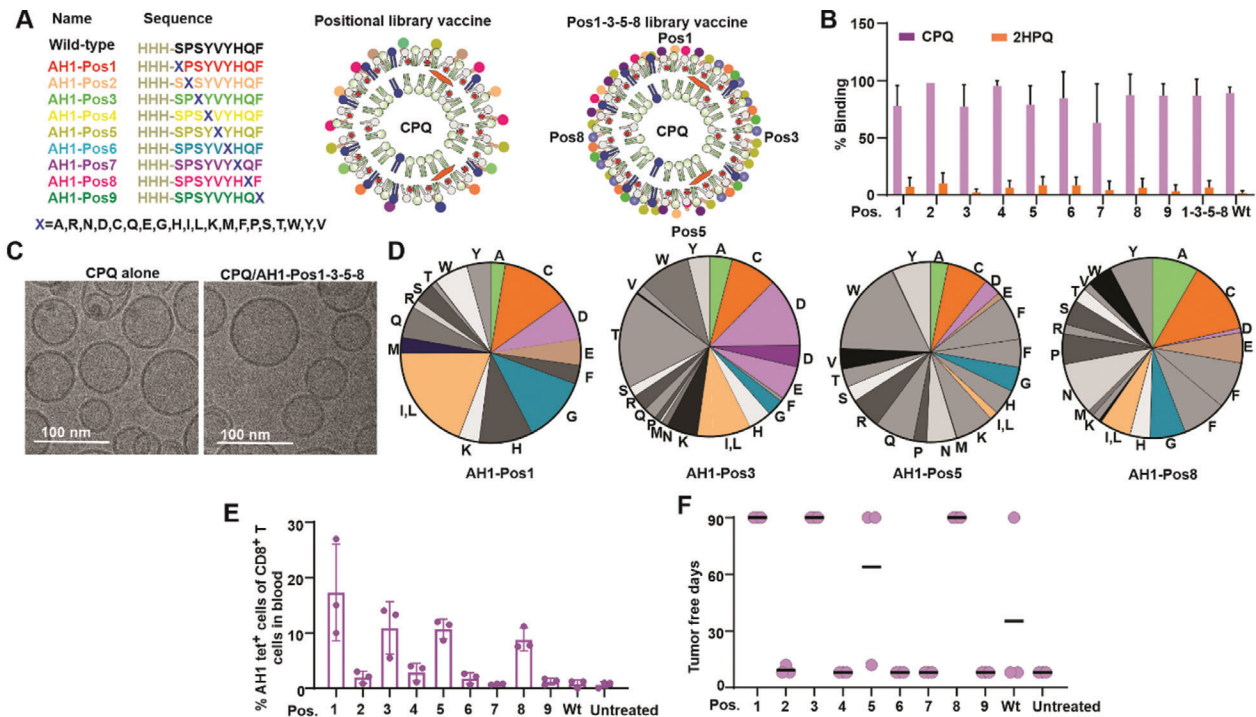 A
Name Sequence
Wild-type HHH-SPSYVYHQF
AH1-Pos1 HHH-XPSYVYHQF
AH1-Pos2 HHH-SXSYVYHQF
AH1-Pos3 HHH-SPXYVYHQF
AH1-Pos4 HHH-SPSXVYHQF
AH1-Pos5 HHH-SPSYXYHQF
AH1-Pos6 HHH-SPSVYXHQF
AH1-Pos7 HHH-SPSYVYXQF
AH1-Pos8 HHH-SPSYVYHXF
AH1-Pos9 HHH-SPSYVYHQX
X=A,R,N,D,C,Q,E,G,H,I,L,K,M,F,P,S,T,W,Y,V
Positional library vaccine
CPQ
Pos1-3-5-8 library vaccine
Pos1
Pos8
CPQ
Pos3
Pos5
B
CPQ 2HPQ
% Binding
150
100
50
0
Pos. 1 2 3 4 5 6 7 8 9 1-3-5-8 Wt
C
CPQ alone
CPQ/AH1-Pos1-3-5-8
100 nm
100 nm
D
A C D E F G H K I,L M Q R S T W Y
AH1-Pos1
A C D D E F G H I,L K N M P Q R S T V W Y
AH1-Pos3
A C D E F F G H I,L K M N P Q R S T V W Y
AH1-Pos5
A C D E F F G H I,L K M N P R S T V W Y
AH1-Pos8
E
% AH1 tet+ cells of CD8+ T
cells in blood
30
20
10
0
Pos. 1 2 3 4 5 6 7 8 9 Wt Untreated
F
Tumor free days
90
60
30
0
Pos. 1 2 3 4 5 6 7 8 9 Wt Untreated